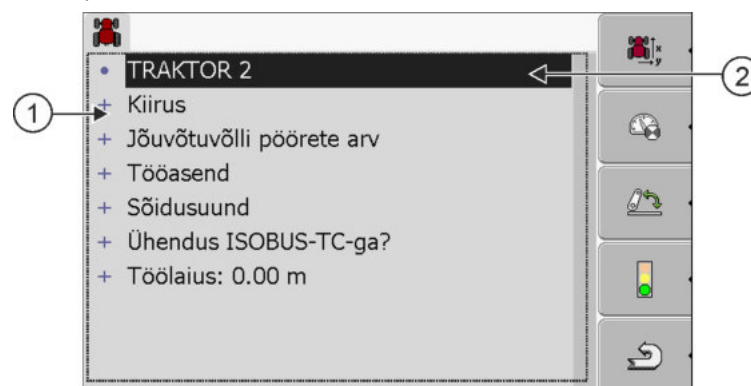 TRAKTOR 2
Kiirus
Jõuvõtuvõlli pöörete arv
Tööasend
Sõidusuund
Ühendus ISOBUS-TC-ga?
Töölaius: 0.00 m
x
y
1
2